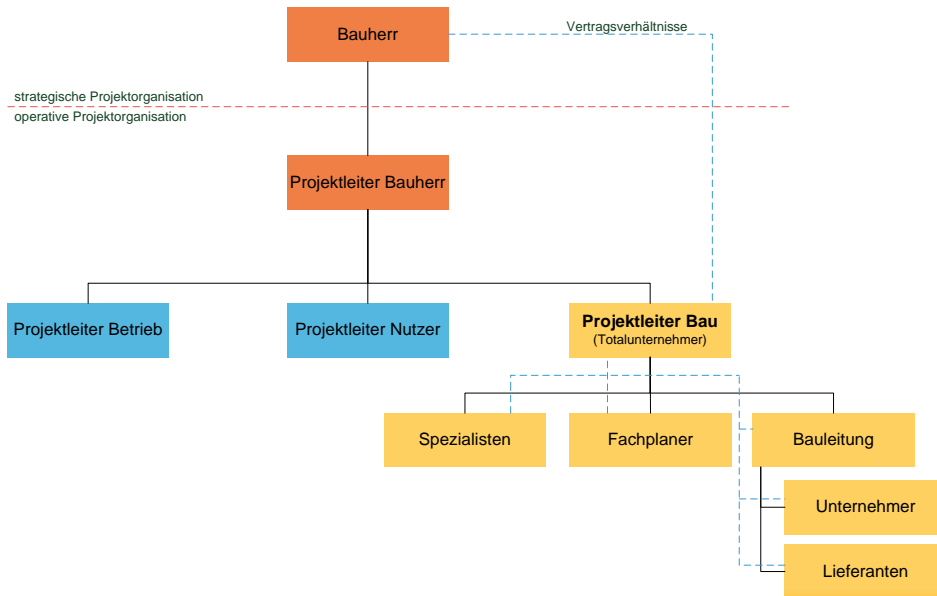 Bauherr
Vertragsverhältnisse
strategische Projektorganisation
operative Projektorganisation
Projektleiter Bauherr
Projektleiter Betrieb
Projektleiter Nutzer
Projektleiter Bau
(Totalunternehmer)
Spezialisten
Fachplaner
Bauleitung
Unternehmer
Lieferanten